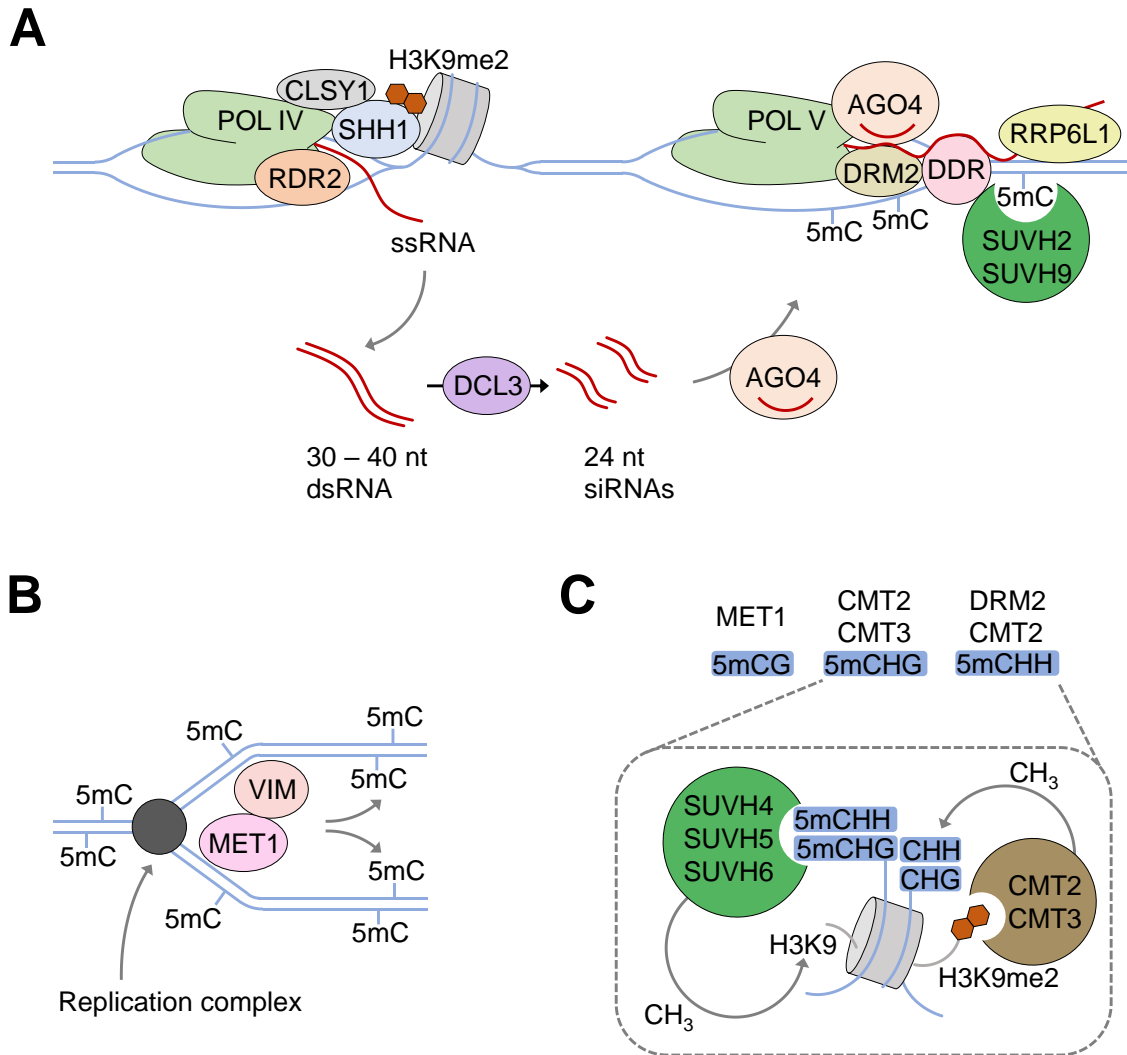 A
H3K9me2
CLSY1
POL IV
SHH1
RDR2
ssRNA
POL V
AGO4
RRP6L1
DRM2
DDR
5mC
5mC
5mC
SUVH2
SUVH9
DCL3
AGO4
30 – 40 nt
dsRNA
24 nt
siRNAs
B
5mC
5mC
5mC
5mC
VIM
5mC
MET1
5mC
5mC
5mC
5mC
Replication complex
C
MET1
CMT2
CMT3
DRM2
CMT2
5mCG
5mCHG
5mCHH
CH3
SUVH4
SUVH5
SUVH6
5mCHH
5mCHG
CHH
CHG
CMT2
CMT3
H3K9
H3K9me2
CH3